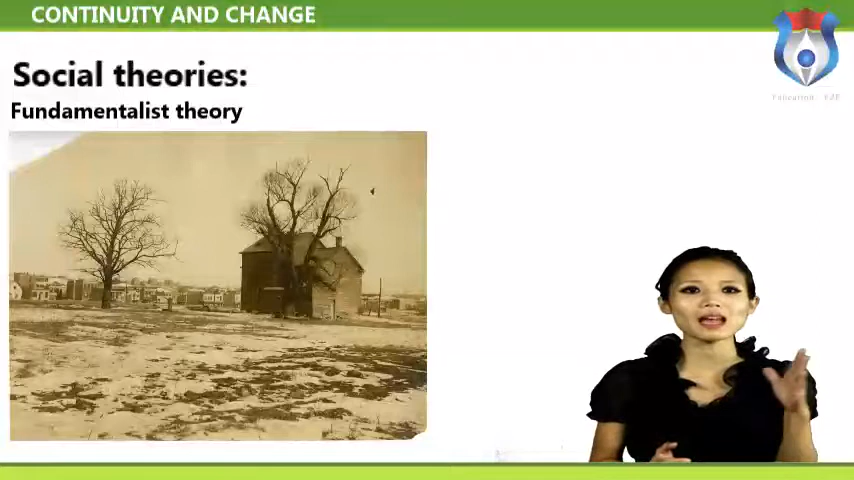 CONTINUITY AND CHANGE
Social theories:
Fundamentalist theory